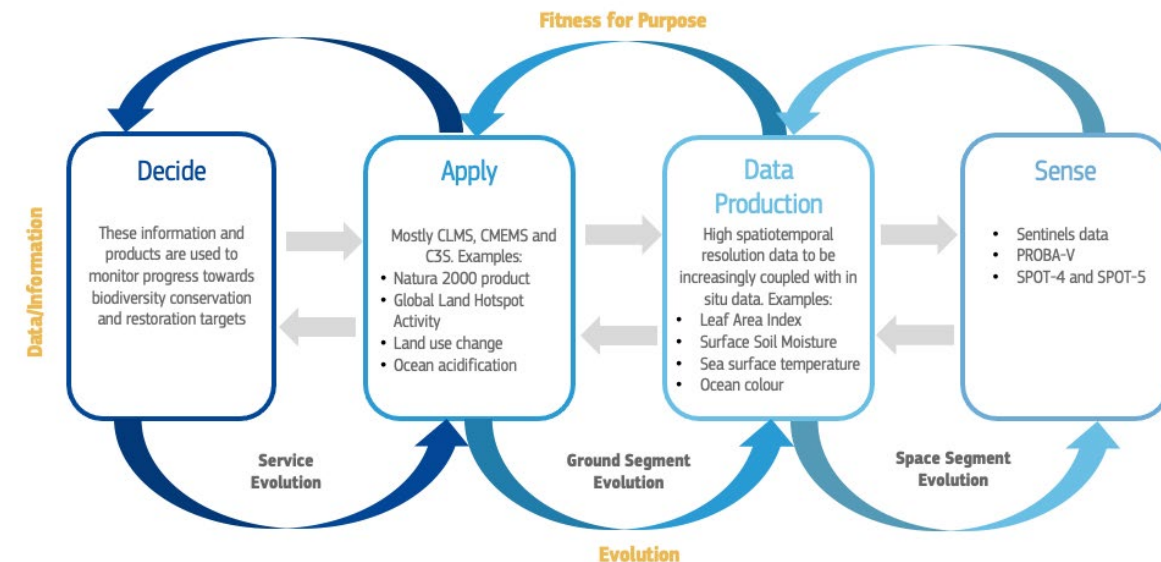 Fitness for Purpose
Data/Information
Decide
These information and
products are used to
monitor progress towards
biodiversity conservation
and restoration targets
Apply
Mostly CLMS, CMEMS and
C3S. Examples:
• Natura 2000 product
• Global Land Hotspot
Activity
• Land use change
• Ocean acidification
Data
Production
High spatiotemporal
resolution data to be
increasingly coupled with in
situ data. Examples:
• Leaf Area Index
• Surface Soil Moisture
• Sea surface temperature
• Ocean colour
Sense
• Sentinels data
• PROBA-V
• SPOT-4 and SPOT-5
Service
Evolution
Ground Segment
Evolution
Space Segment
Evolution
Evolution